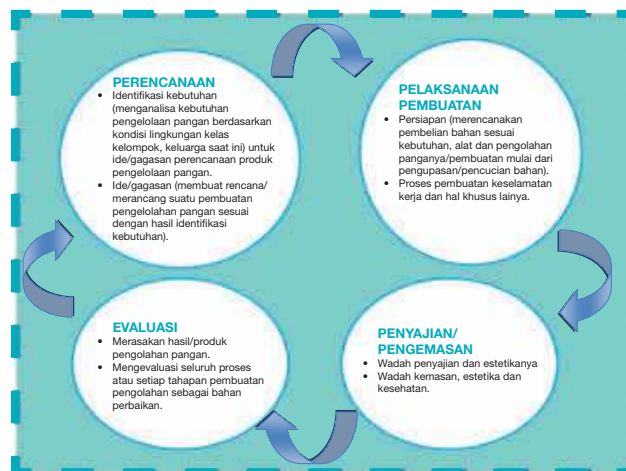 PERENCANAAN
• Identifikasi kebutuhan
(menganalisa kebutuhan
pengelolaan pangan berdasarkan
kondisi lingkungan kelas
kelompok, keluarga saat ini) untuk
ide/gagasan perencanaan produk
pengelolaan pangan.
• Ide/gagasan (membuat rencana/
merancang suatu pembuatan
pengelolahan pangan sesuai
dengan hasil identifikasi
kebutuhan).
PELAKSANAAN
PEMBUATAN
• Persiapan (merencanakan
pembelian bahan sesuai
kebutuhan, alat dan pengolahan
panganya/pembuatan mulai dari
pengupasan/pencucian bahan).
• Proses pembuatan keselamatan
kerja dan hal khusus lainya.
PENYAJIAN/
PENGEMASAN
• Wadah penyajian dan estetikanya
• Wadah kemasan, estetika dan
kesehatan.
EVALUASI
• Merasakan hasil/produk
pengolahan pangan.
• Mengevaluasi seluruh proses
atau setiap tahapan pembuatan
pengolahan sebagai bahan
perbaikan.